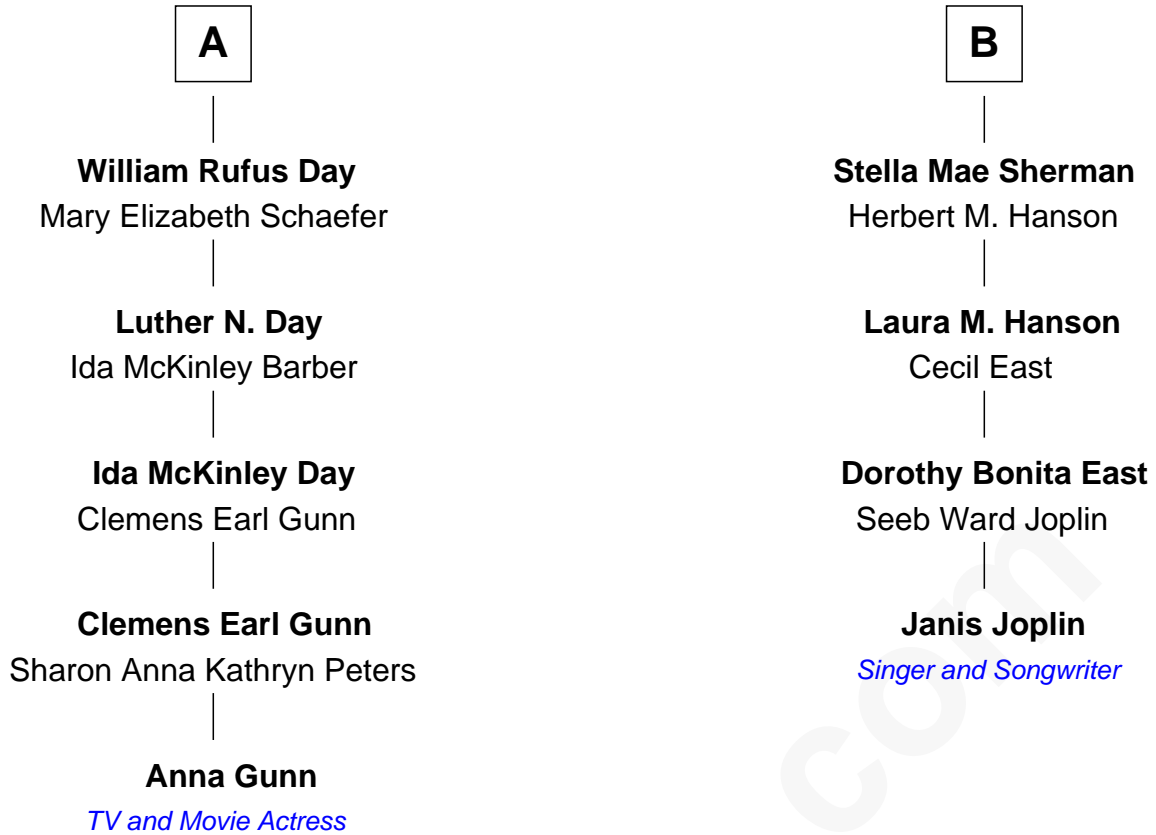 A
William Rufus Day
Mary Elizabeth Schaefer
Luther N. Day
Ida McKinley Barber
Ida McKinley Day
Clemens Earl Gunn
Clemens Earl Gunn
Sharon Anna Kathryn Peters
Anna Gunn
TV and Movie Actress
B
Stella Mae Sherman
Herbert M. Hanson
Laura M. Hanson
Cecil East
Dorothy Bonita East
Seeb Ward Joplin
Janis Joplin
Singer and Songwriter
com